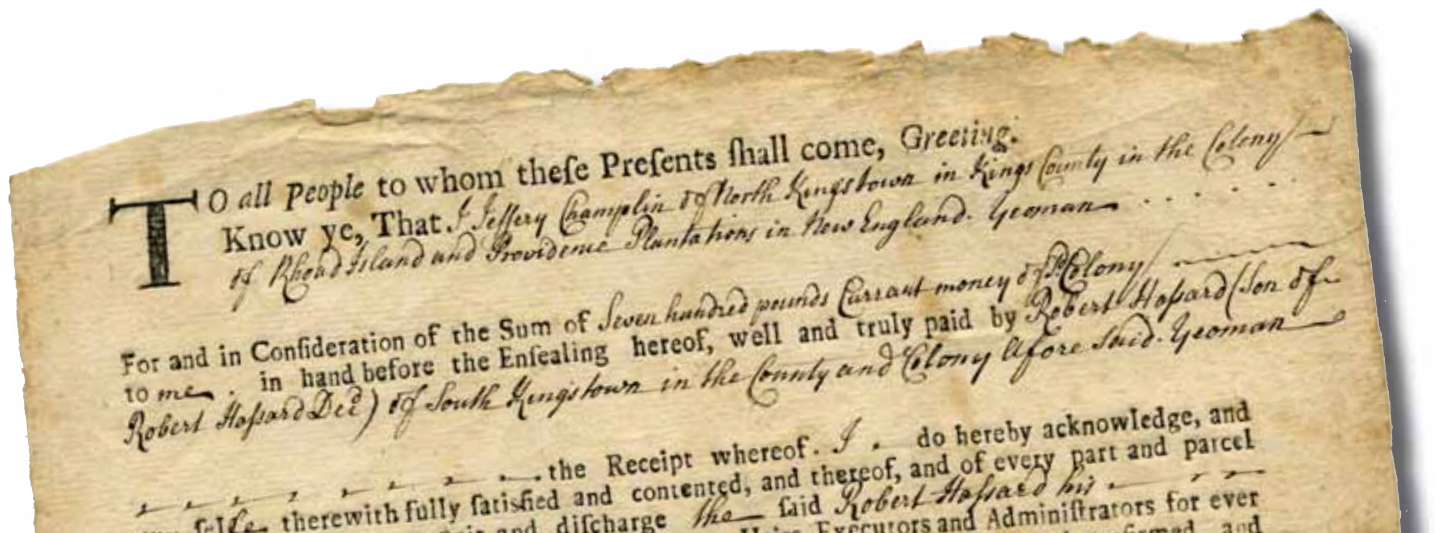 TO all People to whom theſe Preſents ſhall come, Greeting.
Know ye, That I Jeffery Champlin of North Kingstown in Kings County in the Colony
of Rhoad Island and Providence Plantations in New England. Yeoman
For and in Conſideration of the Sum of Seven hundred pounds Currant money of sd Colony
to me in hand before the Enſealing hereof, well and truly paid by Robert Haſsard (Son of
Robert Haſsard Decd) of South Kingstown in the County and Colony Afore Said. Yeoman
the Receipt whereof I do hereby acknowledge, and
ſelfe therewith fully ſatisfied and contented, and thereof, and of every part and parcel
and diſcharge the ſaid Robert Haſsard his
Heirs, Executors and Administrators for ever
and